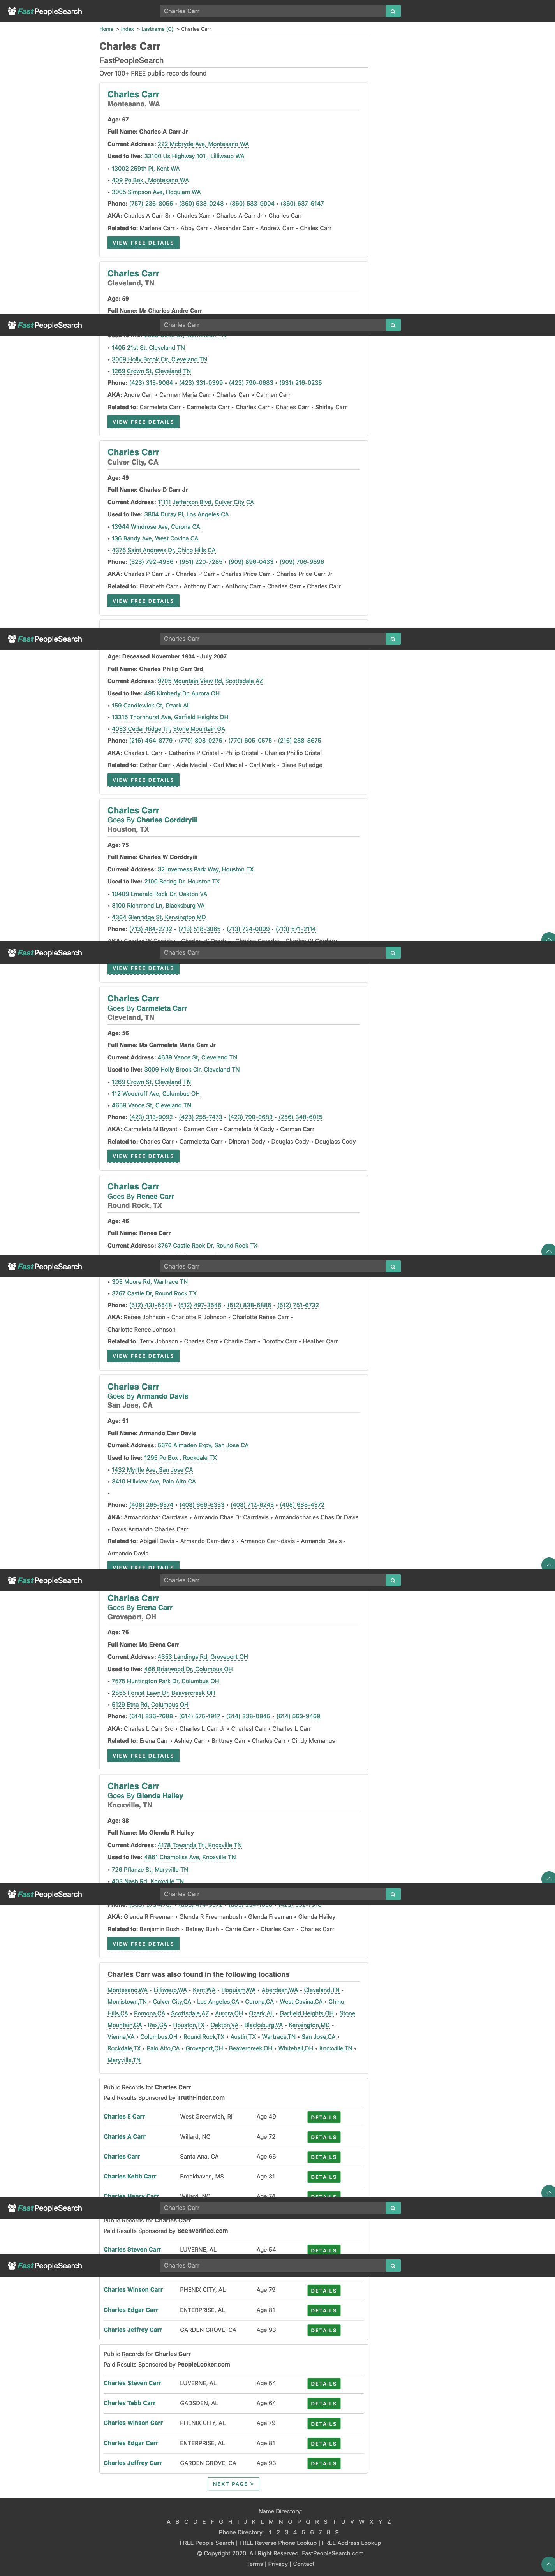 FastPeopleSearch
Charles Carr
Home > Index > Lastname (C) > Charles Carr
Charles Carr
FastPeopleSearch
Over 100+ FREE public records found
Charles Carr
Montesano, WA
Age: 67
Full Name: Charles A Carr Jr
Current Address: 222 Mcbryde Ave, Montesano WA
Used to live: 33100 Us Highway 101 , Lilliwaup WA
• 13002 259th Pl, Kent WA
• 409 Po Box , Montesano WA
• 3005 Simpson Ave, Hoquiam WA
Phone: (757) 236-8056 • (360) 533-0248 • (360) 533-9904 • (360) 637-6147
AKA: Charles A Carr Sr • Charles Xarr • Charles A Carr Jr • Charles Carr
Related to: Marlene Carr • Abby Carr • Alexander Carr • Andrew Carr • Chales Carr
VIEW FREE DETAILS
Charles Carr
Cleveland, TN
Age: 59
Full Name: Mr Charles Andre Carr
FastPeopleSearch
Charles Carr
• 1405 21st St, Cleveland TN
• 3009 Holly Brook Cir, Cleveland TN
• 1269 Crown St, Cleveland TN
Phone: (423) 313-9064 • (423) 331-0399 • (423) 790-0683 • (931) 216-0235
AKA: Andre Carr • Carmen Maria Carr • Charles Carr • Carmen Carr
Related to: Carmeleta Carr • Carmeletta Carr • Charles Carr • Charles Carr • Shirley Carr
VIEW FREE DETAILS
Charles Carr
Culver City, CA
Age: 49
Full Name: Charles D Carr Jr
Current Address: 11111 Jefferson Blvd, Culver City CA
Used to live: 3804 Duray Pl, Los Angeles CA
• 13944 Windrose Ave, Corona CA
• 136 Bandy Ave, West Covina CA
• 4376 Saint Andrews Dr, Chino Hills CA
Phone: (323) 792-4936 • (951) 220-7285 • (909) 896-0433 • (909) 706-9596
AKA: Charles P Carr Jr • Charles P Carr • Charles Price Carr • Charles Price Carr Jr
Related to: Elizabeth Carr • Anthony Carr • Anthony Carr • Charles Carr • Charles Carr
VIEW FREE DETAILS
FastPeopleSearch
Charles Carr
Age: Deceased November 1934 - July 2007
Full Name: Charles Philip Carr 3rd
Current Address: 9705 Mountain View Rd, Scottsdale AZ
Used to live: 495 Kimberly Dr, Aurora OH
• 159 Candlewick Ct, Ozark AL
• 13315 Thornhurst Ave, Garfield Heights OH
• 4033 Cedar Ridge Trl, Stone Mountain GA
Phone: (216) 464-8779 • (770) 808-0276 • (770) 605-0575 • (216) 288-8675
AKA: Charles L Carr • Catherine P Cristal • Philip Cristal • Charles Phillip Cristal
Related to: Esther Carr • Aida Maciel • Carl Maciel • Carl Mark • Diane Rutledge
VIEW FREE DETAILS
Charles Carr
Goes By Charles Corddryiii
Houston, TX
Age: 75
Full Name: Charles W Corddryiii
Current Address: 32 Inverness Park Way, Houston TX
Used to live: 2100 Bering Dr, Houston TX
• 10409 Emerald Rock Dr, Oakton VA
• 3100 Richmond Ln, Blacksburg VA
• 4304 Glenridge St, Kensington MD
Phone: (713) 464-2732 • (713) 518-3065 • (713) 724-0099 • (713) 571-2114
FastPeopleSearch
Charles Carr
VIEW FREE DETAILS
Charles Carr
Goes By Carmeleta Carr
Cleveland, TN
Age: 56
Full Name: Ms Carmeleta Maria Carr Jr
Current Address: 4639 Vance St, Cleveland TN
Used to live: 3009 Holly Brook Cir, Cleveland TN
• 1269 Crown St, Cleveland TN
• 112 Woodruff Ave, Columbus OH
• 4659 Vance St, Cleveland TN
Phone: (423) 313-9092 • (423) 255-7473 • (423) 790-0683 • (256) 348-6015
AKA: Carmeleta M Bryant • Carmen Carr • Carmeleta M Cody • Carman Carr
Related to: Charles Carr • Carmeletta Carr • Dinorah Cody • Douglas Cody • Douglass Cody
VIEW FREE DETAILS
Charles Carr
Goes By Renee Carr
Round Rock, TX
Age: 46
Full Name: Renee Carr
Current Address: 3767 Castle Rock Dr, Round Rock TX
FastPeopleSearch
Charles Carr
• 305 Moore Rd, Wartrace TN
• 3767 Castle Dr, Round Rock TX
Phone: (512) 431-6548 • (512) 497-3546 • (512) 838-6886 • (512) 751-6732
AKA: Renee Johnson • Charlotte R Johnson • Charlotte Renee Carr •
Charlotte Renee Johnson
Related to: Terry Johnson • Charles Carr • Charlie Carr • Dorothy Carr • Heather Carr
VIEW FREE DETAILS
Charles Carr
Goes By Armando Davis
San Jose, CA
Age: 51
Full Name: Armando Carr Davis
Current Address: 5670 Almaden Expy, San Jose CA
Used to live: 1295 Po Box , Rockdale TX
• 1432 Myrtle Ave, San Jose CA
• 3410 Hillview Ave, Palo Alto CA
•
Phone: (408) 265-6374 • (408) 666-6333 • (408) 712-6243 • (408) 688-4372
AKA: Armandochar Carrdavis • Armando Chas Dr Carrdavis • Armandocharles Chas Dr Davis
• Davis Armando Charles Carr
Related to: Abigail Davis • Armando Carr-davis • Armando Carr-davis • Armando Davis •
Armando Davis
VIEW FREE DETAILS
FastPeopleSearch
Charles Carr
Charles Carr
Goes By Erena Carr
Groveport, OH
Age: 76
Full Name: Ms Erena Carr
Current Address: 4353 Landings Rd, Groveport OH
Used to live: 466 Briarwood Dr, Columbus OH
• 7575 Huntington Park Dr, Columbus OH
• 2855 Forest Lawn Dr, Beavercreek OH
• 5129 Etna Rd, Columbus OH
Phone: (614) 836-7688 • (614) 575-1917 • (614) 338-0845 • (614) 563-9469
AKA: Charles L Carr 3rd • Charles L Carr Jr • Charlesl Carr • Charles L Carr
Related to: Erena Carr • Ashley Carr • Brittney Carr • Charles Carr • Cindy Mcmanus
VIEW FREE DETAILS
Charles Carr
Goes By Glenda Hailey
Knoxville, TN
Age: 38
Full Name: Ms Glenda R Hailey
Current Address: 4178 Towanda Trl, Knoxville TN
Used to live: 4861 Chambliss Ave, Knoxville TN
• 726 Pflanze St, Maryville TN
• 403 Nash Rd, Knoxville TN
FastPeopleSearch
Charles Carr
AKA: Glenda R Freeman • Glenda R Freemanbush • Glenda Freeman • Glenda Hailey
Related to: Benjamin Bush • Betsey Bush • Carrie Carr • Charles Carr • Charles Carr
VIEW FREE DETAILS
Charles Carr was also found in the following locations
Montesano,WA • Lilliwaup,WA • Kent,WA • Hoquiam,WA • Aberdeen,WA • Cleveland,TN •
Morristown,TN • Culver City,CA • Los Angeles,CA • Corona,CA • West Covina,CA • Chino
Hills,CA • Pomona,CA • Scottsdale,AZ • Aurora,OH • Ozark,AL • Garfield Heights,OH • Stone
Mountain,GA • Rex,GA • Houston,TX • Oakton,VA • Blacksburg,VA • Kensington,MD •
Vienna,VA • Columbus,OH • Round Rock,TX • Austin,TX • Wartrace,TN • San Jose,CA •
Rockdale,TX • Palo Alto,CA • Groveport,OH • Beavercreek,OH • Whitehall,OH • Knoxville,TN •
Maryville,TN
Public Records for Charles Carr
Paid Results Sponsored by TruthFinder.com
Charles E Carr West Greenwich, RI Age 49 DETAILS
Charles A Carr Willard, NC Age 72 DETAILS
Charles Carr Santa Ana, CA Age 66 DETAILS
Charles Keith Carr Brookhaven, MS Age 31 DETAILS
Charles Henry Carr Willard, NC Age 74 DETAILS
FastPeopleSearch
Charles Carr
Public Records for Charles Carr
Paid Results Sponsored by BeenVerified.com
Charles Steven Carr LUVERNE, AL Age 54 DETAILS
FastPeopleSearch
Charles Carr
Charles Winson Carr PHENIX CITY, AL Age 79 DETAILS
Charles Edgar Carr ENTERPRISE, AL Age 81 DETAILS
Charles Jeffrey Carr GARDEN GROVE, CA Age 93 DETAILS
Public Records for Charles Carr
Paid Results Sponsored by PeopleLooker.com
Charles Steven Carr LUVERNE, AL Age 54 DETAILS
Charles Tabb Carr GADSDEN, AL Age 64 DETAILS
Charles Winson Carr PHENIX CITY, AL Age 79 DETAILS
Charles Edgar Carr ENTERPRISE, AL Age 81 DETAILS
Charles Jeffrey Carr GARDEN GROVE, CA Age 93 DETAILS
NEXT PAGE >
Name Directory:
A B C D E F G H I J K L M N O P Q R S T U V W X Y Z
Phone Directory: 1 2 3 4 5 6 7 8 9
FREE People Search | FREE Reverse Phone Lookup | FREE Address Lookup
© Copyright 2020. All Right Reserved. FastPeopleSearch.com
Terms | Privacy | Contact